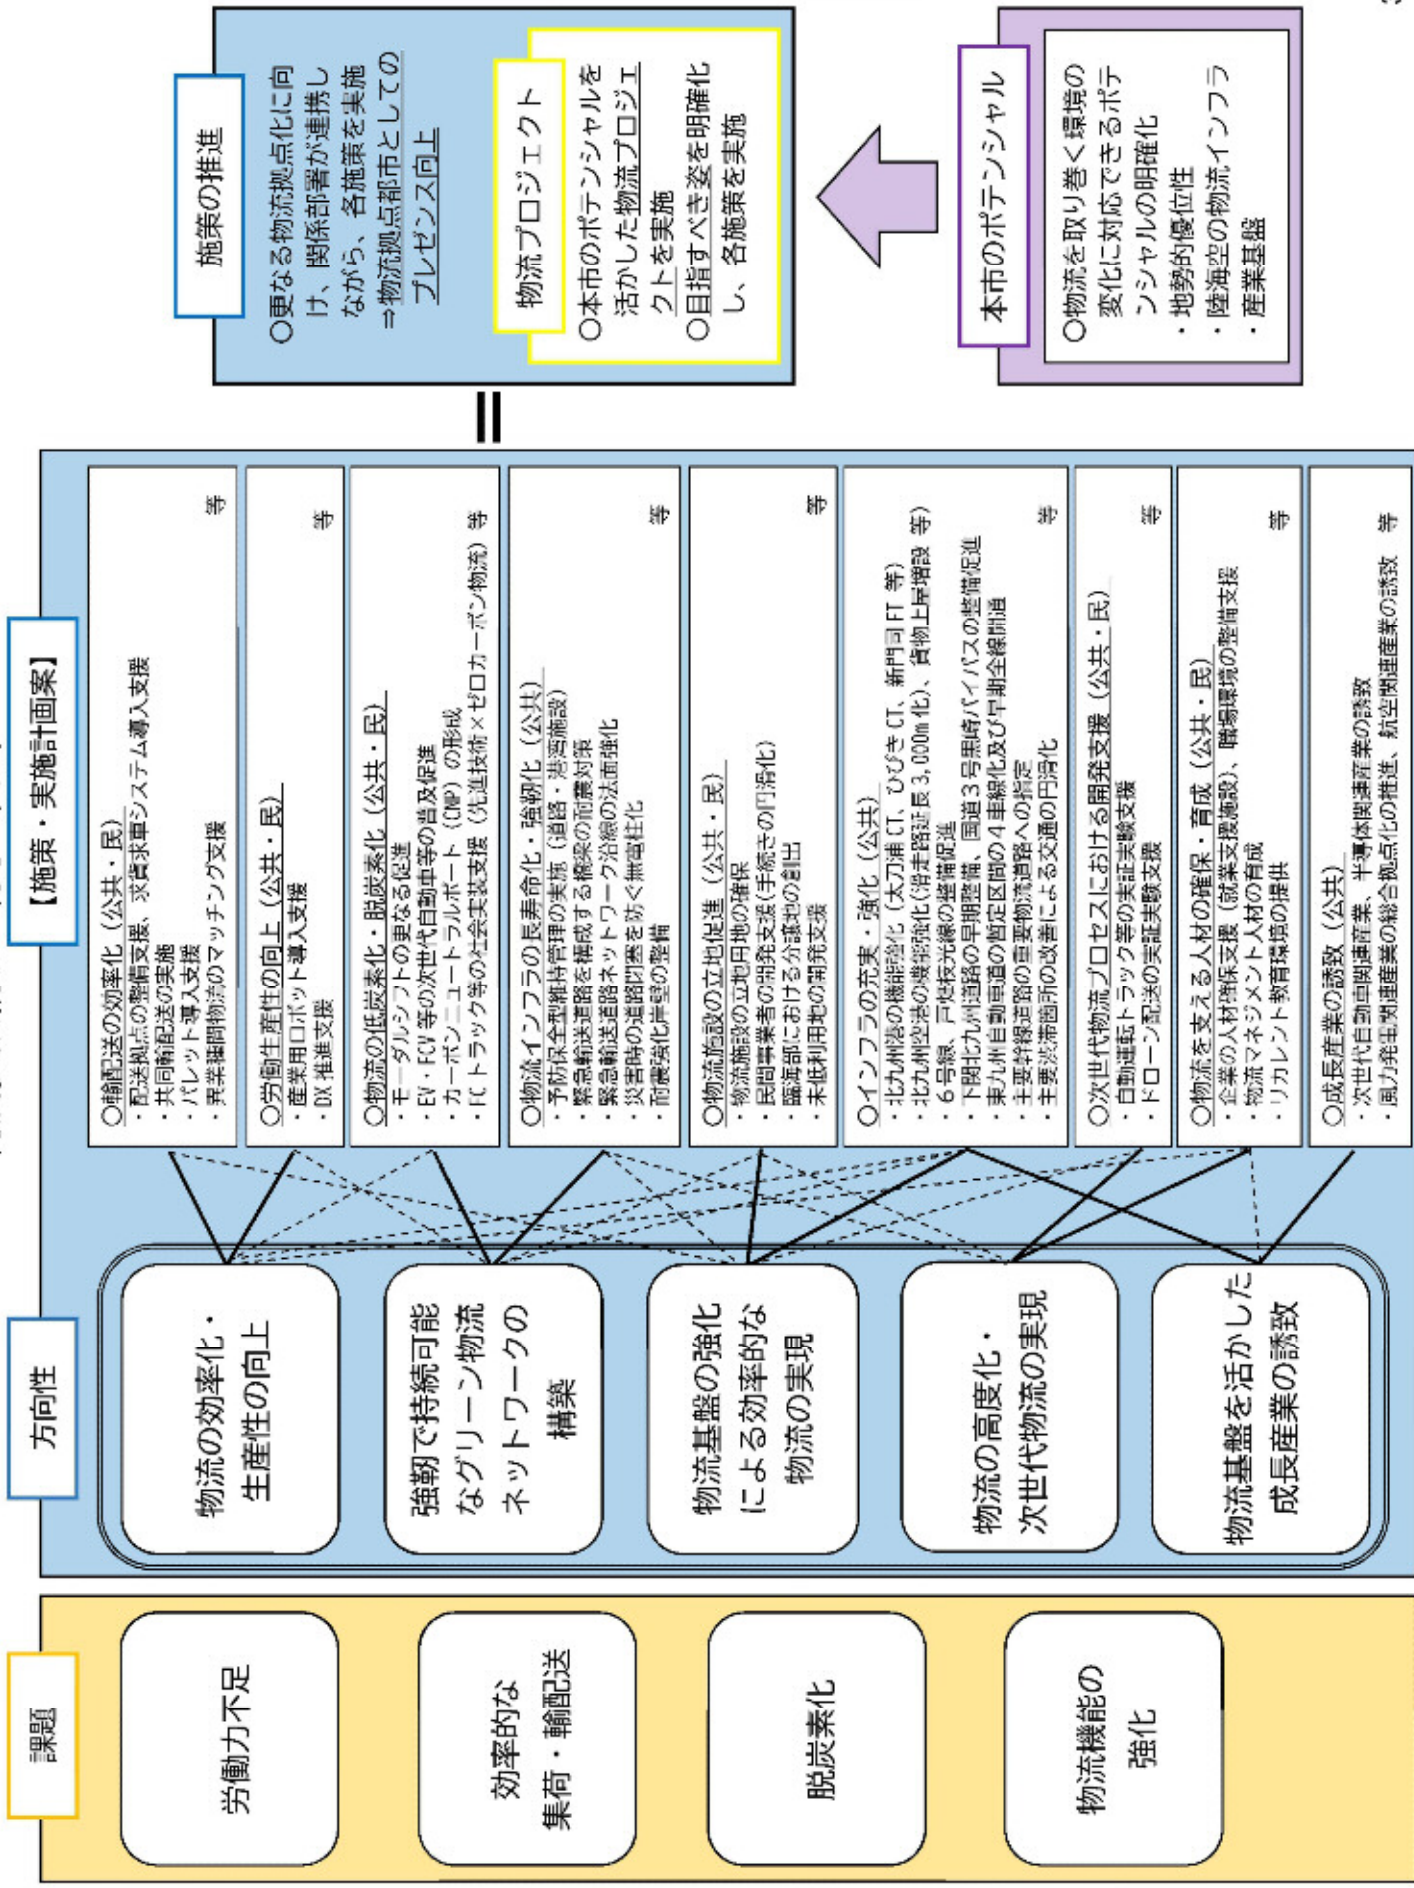 課題
労働力不足
効率的な
集荷・輸配送
脱炭素化
物流機能の
強化
方向性
物流の効率化・
生産性の向上
強靭で持続可能
なグリーン物流
ネットワークの
構築
物流基盤の強化
による効率的な
物流の実現
物流の高度化・
次世代物流の実現
物流基盤を活かした
成長産業の誘致
【施策・実施計画案】
○輸配送の効率化（公共・民）
・配送拠点の整備支援、求貨求車システム導入支援
・共同輸配送の実施
・パレット導入支援
・異業種間物流のマッチング支援 等
○労働生産性の向上（公共・民）
・産業用ロボット導入支援
・DX 推進支援 等
○物流の低炭素化・脱炭素化（公共・民）
・モーダルシフトの更なる促進
・EV・FCV 等の次世代自動車等の普及促進
・カーボンニュートラルポート（CNP）の形成
・FC トラック等の社会実装支援（先進技術×ゼロカーボン物流）等
○物流インフラの長寿命化・強靭化（公共）
・予防保全型維持管理の実施（道路・港湾施設）
・緊急輸送道路を構成する橋梁の耐震対策
・緊急輸送道路ネットワーク沿線の法面強化
・災害時の道路閉塞を防ぐ無電柱化
・耐震強化岸壁の整備 等
○物流施設の立地促進（公共・民）
・物流施設の立地用地の確保
・民間事業者の開発支援(手続きの円滑化)
・臨海部における分譲地の創出
・未低利用地の開発支援 等
○インフラの充実・強化（公共）
・北九州港の機能強化（太刀浦 CT、ひびき CT、新門司 FT 等）
・北九州空港の機能強化（滑走路延長 3,000m 化）、貨物上屋増設 等）
・6 号線、戸畑枝光線の整備促進
・下関北九州道路の早期整備、国道 3 号黒崎バイパスの整備促進
・東九州自動車道の暫定区間の 4 車線化及び早期全線開通
・主要幹線道路の重要物流道路への指定
・主要渋滞箇所の改善による交通の円滑化 等
○次世代物流プロセスにおける開発支援（公共・民）
・自動運転トラック等の実証実験支援
・ドローン配送の実証実験支援 等
○物流を支える人材の確保・育成（公共・民）
・企業の人材確保支援（就業支援施設）、職場環境の整備支援
・物流マネジメント人材の育成
・リカレント教育環境の提供 等
○成長産業の誘致（公共）
・次世代自動車関連産業、半導体関連産業の誘致
・風力発電関連産業の総合拠点化の推進、航空関連産業の誘致 等
＝
施策の推進
○更なる物流拠点化に向
け、関係部署が連携し
ながら、各施策を実施
⇒物流拠点都市としての
プレゼンス向上
物流プロジェクト
○本市のポテンシャルを
活かした物流プロジェ
クトを実施
○目指すべき姿を明確化
し、各施策を実施
本市のポテンシャル
○物流を取り巻く環境の
変化に対応できるポテ
ンシャルの明確化
・地勢的優位性
・陸海空の物流インフラ
・産業基盤